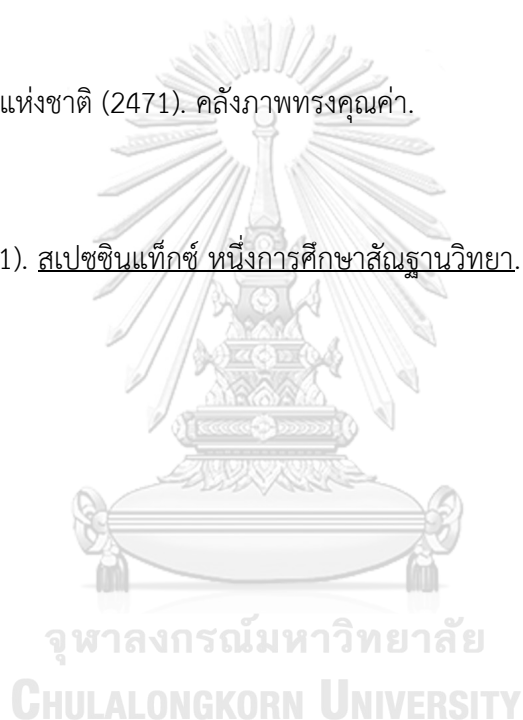 แห่งชาติ (2471). คลังภาพทรงคุณค่า.
1). สเปซซินแท็กซ์ หนึ่งการศึกษาสัณฐานวิทยา.
จุฬาลงกรณ์มหาวิทยาลัย
CHULALONGKORN UNIVERSITY